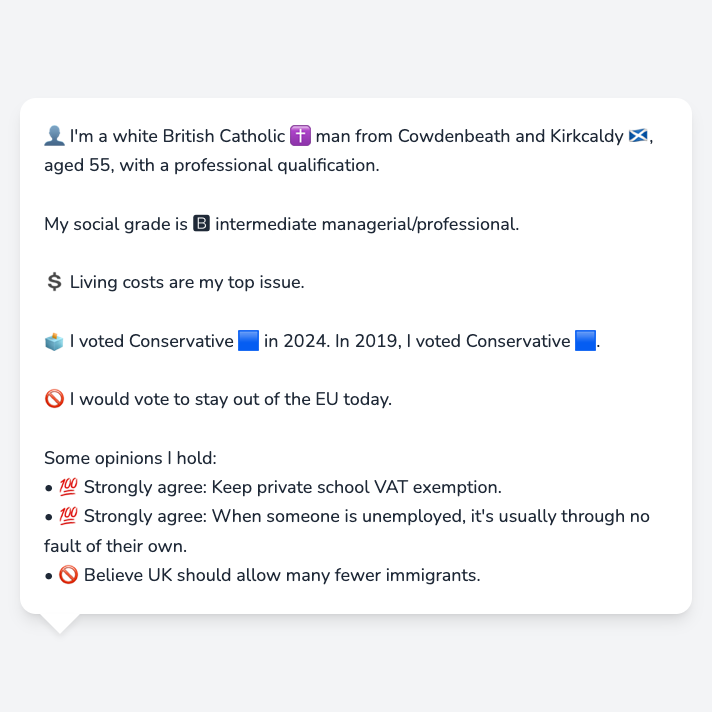 👤 I'm a white British Catholic ✝️ man from Cowdenbeath and Kirkcaldy 🏴󠁧󠁢󠁳󠁣󠁴󠁿,
aged 55, with a professional qualification.
My social grade is 🅱 intermediate managerial/professional.
💲 Living costs are my top issue.
🗳️ I voted Conservative 🟦 in 2024. In 2019, I voted Conservative 🟦.
🚫 I would vote to stay out of the EU today.
Some opinions I hold:
• 💯 Strongly agree: Keep private school VAT exemption.
• 💯 Strongly agree: When someone is unemployed, it's usually through no
fault of their own.
• 🚫 Believe UK should allow many fewer immigrants.